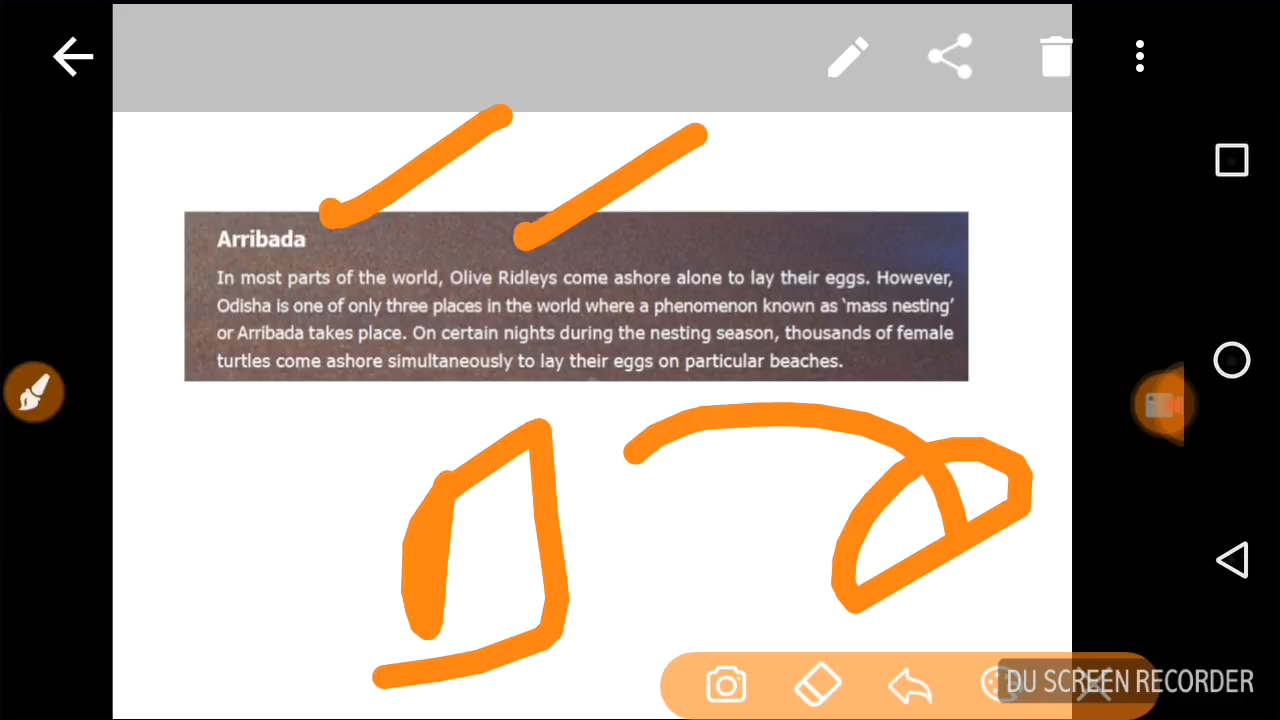 Arribada
In most parts of the world, Olive Ridleys come ashore alone to lay their eggs. However,
Odisha is one of only three places in the world where a phenomenon known as ‘mass nesting’
or Arribada takes place. On certain nights during the nesting season, thousands of female
turtles come ashore simultaneously to lay their eggs on particular beaches.
DU SCREEN RECORDER